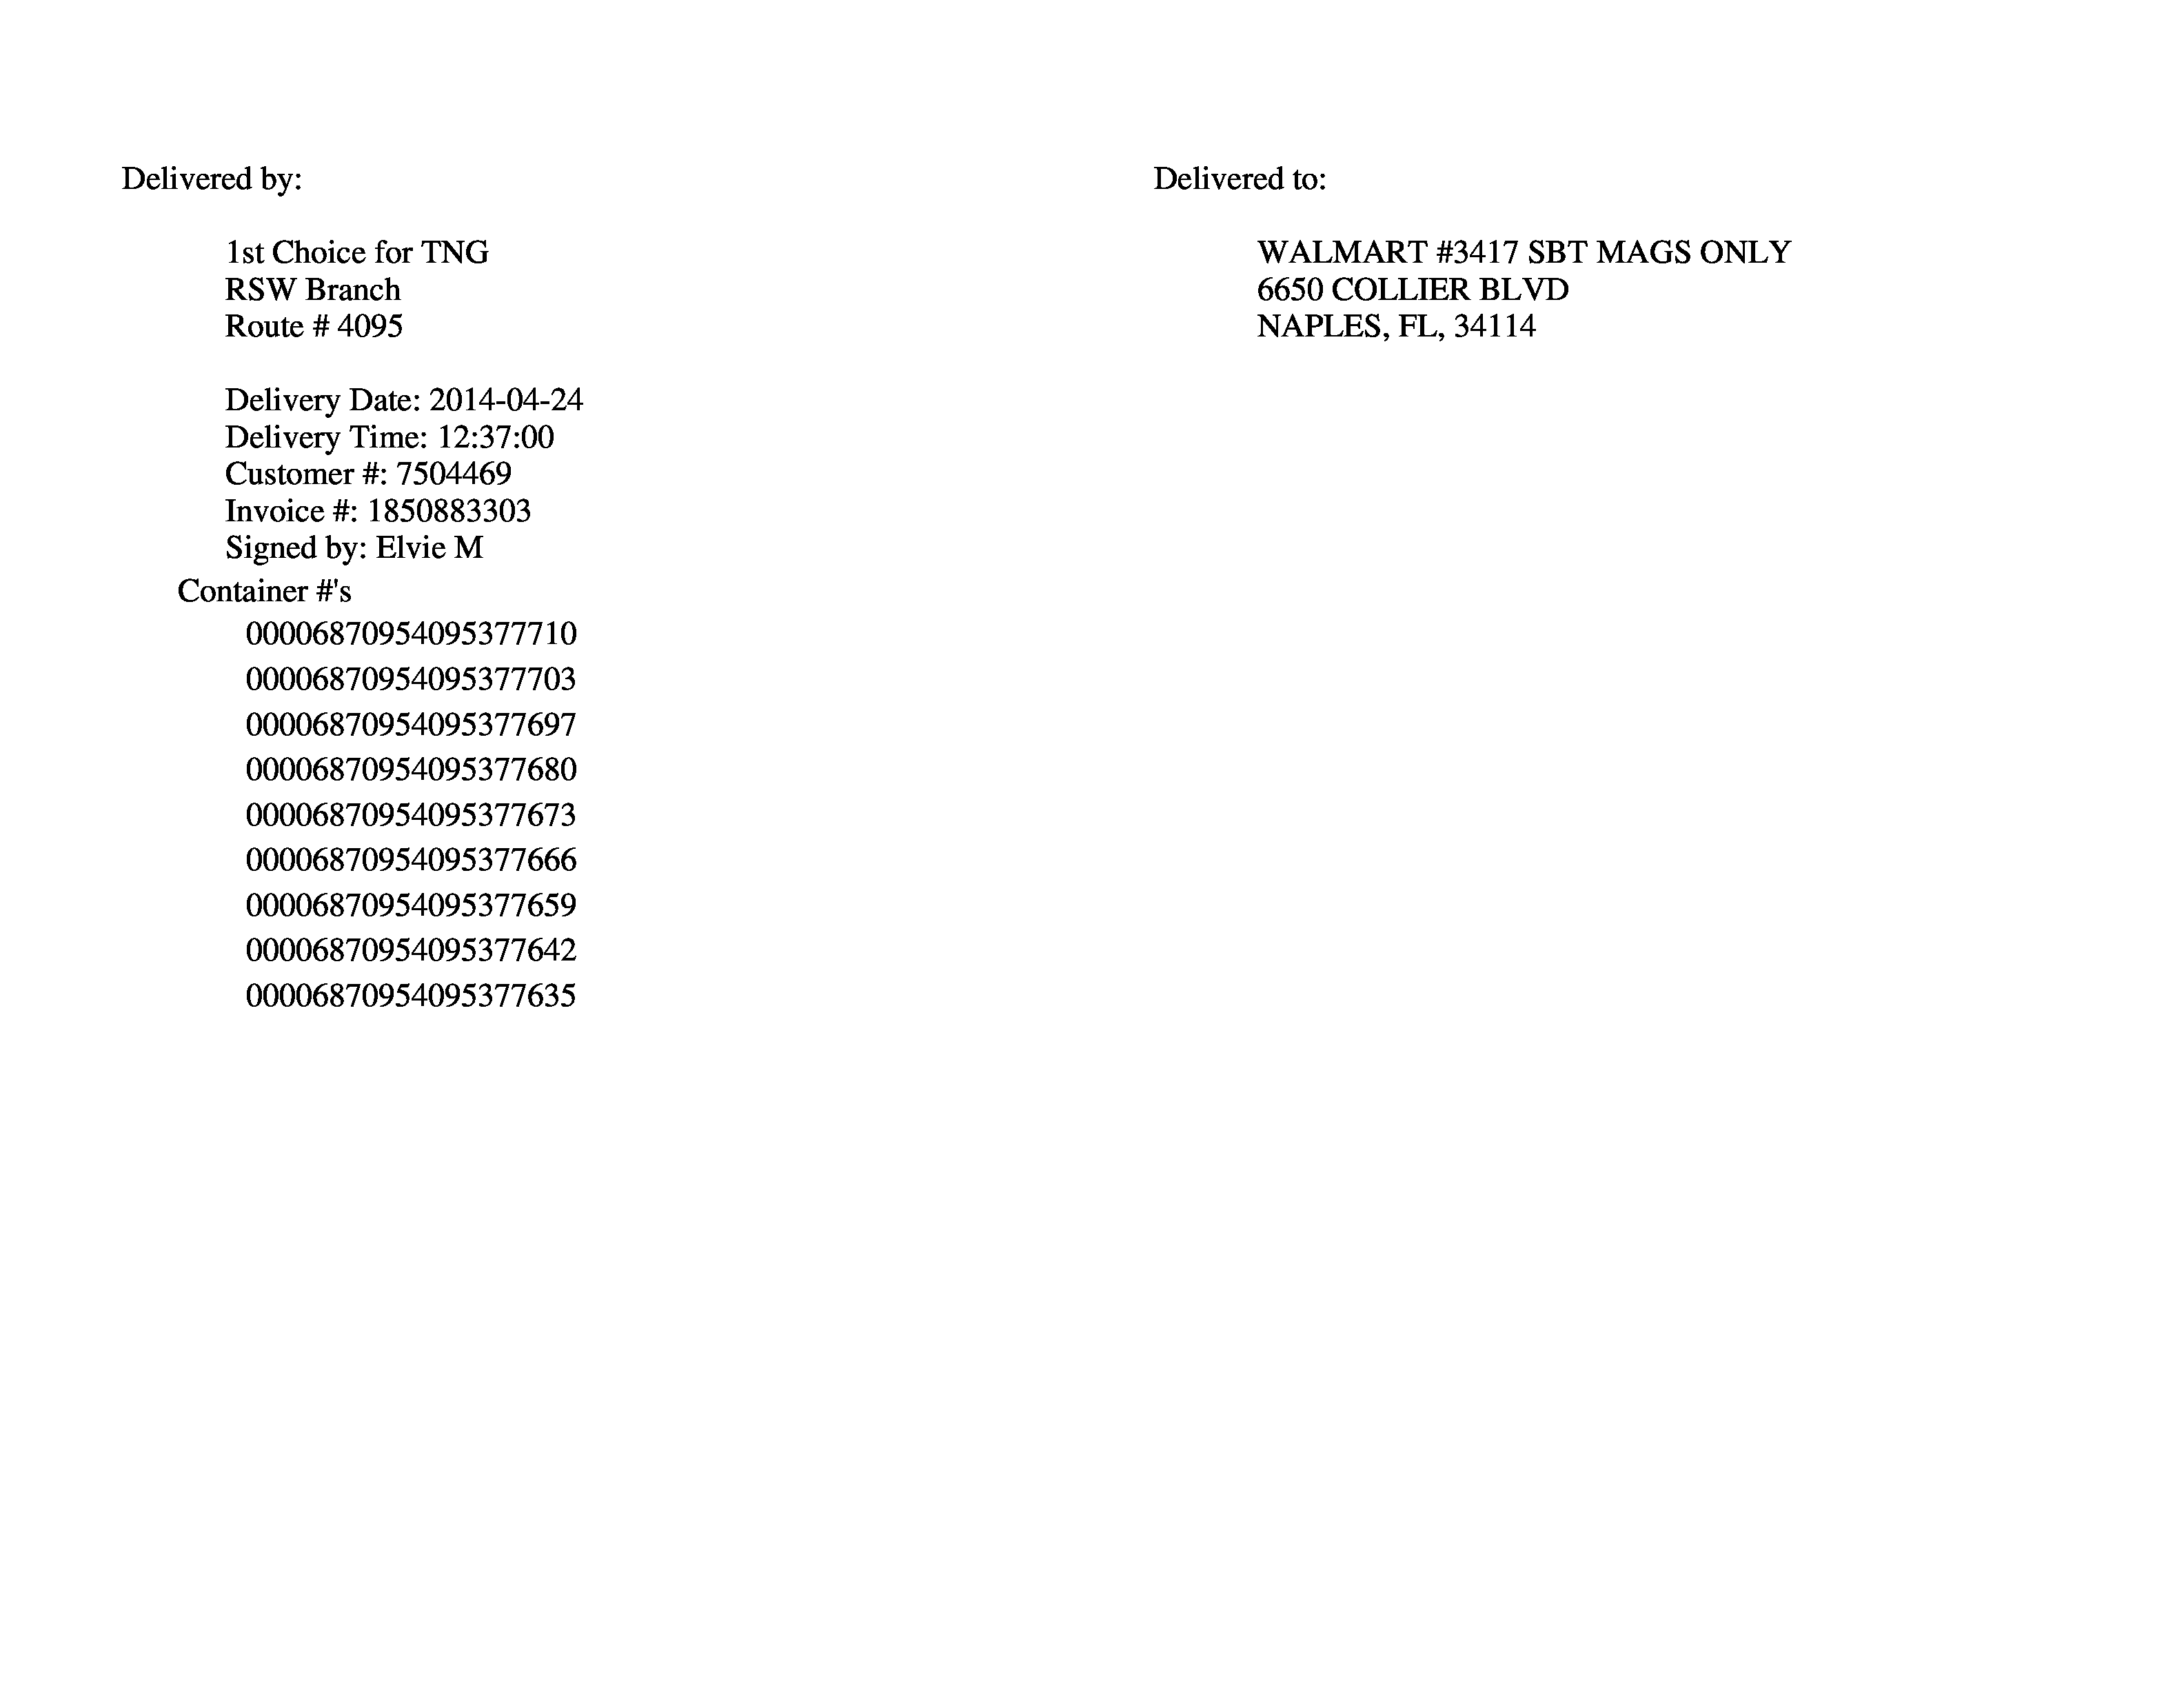 Delivered by:
1st Choice for TNG
RSW Branch
Route # 4095
Delivery Date: 2014-04-24
Delivery Time: 12:37:00
Customer #: 7504469
Invoice #: 1850883303
Signed by: Elvie M
Container #'s
00006870954095377710
00006870954095377703
00006870954095377697
00006870954095377680
00006870954095377673
00006870954095377666
00006870954095377659
00006870954095377642
00006870954095377635
Delivered to:
WALMART #3417 SBT MAGS ONLY
6650 COLLIER BLVD
NAPLES, FL, 34114